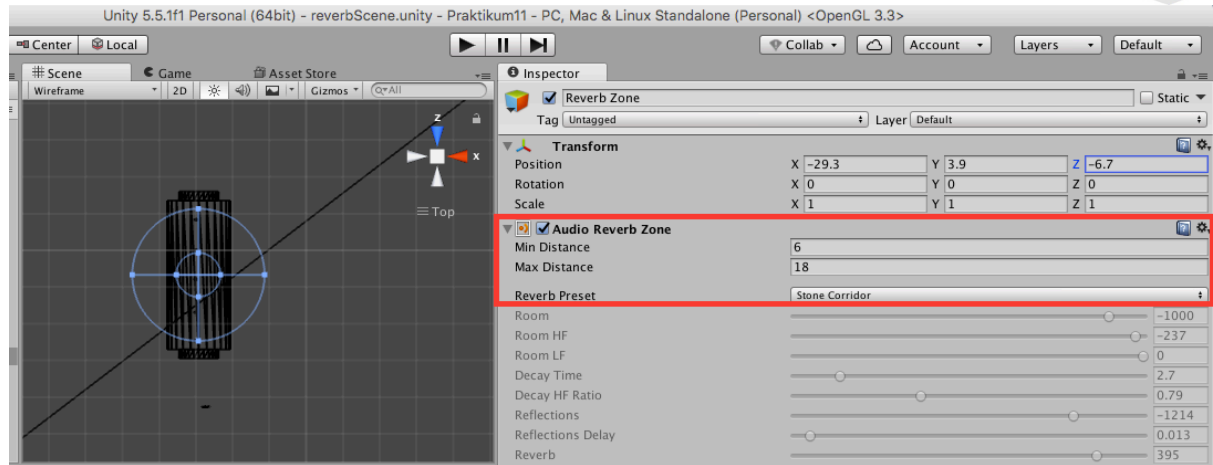 Unity 5.5.1f1 Personal (64bit) - reverbScene.unity - Praktikum11 - PC, Mac & Linux Standalone (Personal) <OpenGL 3.3>
Center Local Collab Account Layers Default
Scene Game Asset Store
Wireframe 2D Gizmos All
z
x
Top
Inspector
Reverb Zone Static
Tag Untagged Layer Default
Transform
Position X -29.3 Y 3.9 Z -6.7
Rotation X 0 Y 0 Z 0
Scale X 1 Y 1 Z 1
Audio Reverb Zone
Min Distance 6
Max Distance 18
Reverb Preset Stone Corridor
Room -1000
Room HF -237
Room LF 0
Decay Time 2.7
Decay HF Ratio 0.79
Reflections -1214
Reflections Delay 0.013
Reverb 395